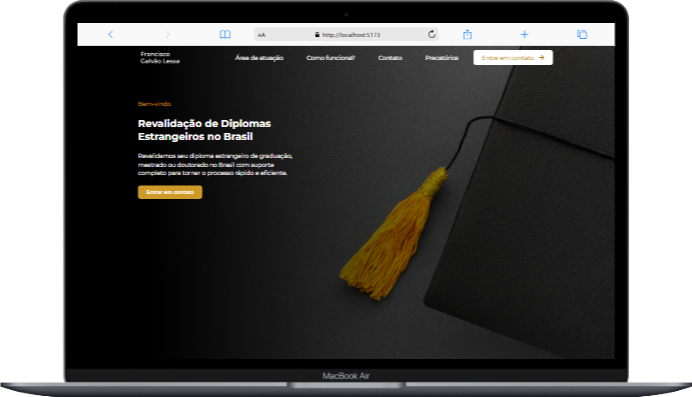 AA
http://localhost:5173
Francisco
Galvão Lessa
Área de atuação
Como funciona?
Contato
Precatórios
Entre em contato →
Bem-vindo
Revalidação de Diplomas
Estrangeiros no Brasil
Revalidamos seu diploma estrangeiro de graduação,
mestrado ou doutorado no Brasil com suporte
completo para tornar o processo rápido e eficiente.
Entre em contato
MacBook Air